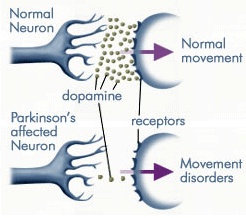 Normal
Neuron
Normal
movement
dopamine
receptors
Parkinson's
affected
Neuron
Movement
disorders